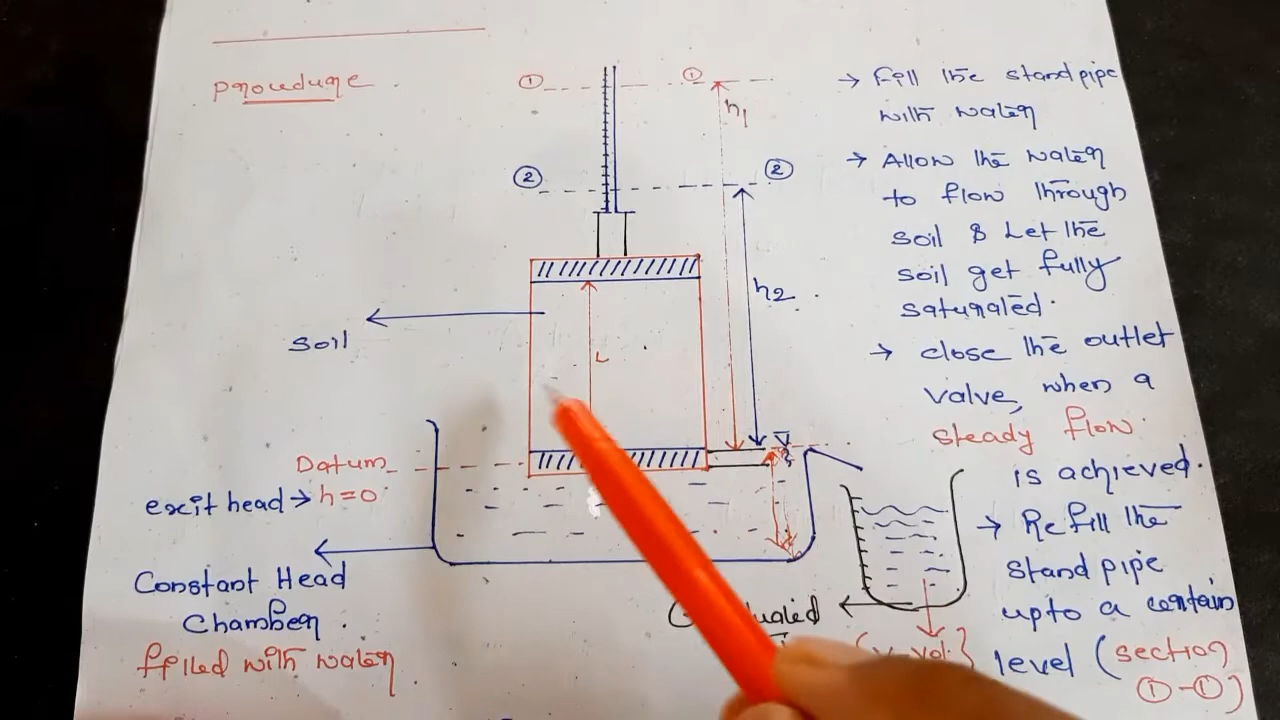 procedure
① ①
h1
② ②
h2
soil
L
Datum
exit head → h=0
Constant Head
Chamber.
filled with water
→ Fill the standpipe
with water
→ Allow the water
to flow through
soil & Let the
soil get fully
saturated.
→ close the outlet
valve, when a
steady flow
is achieved.
→ Refill the
stand pipe
upto a certain
level (section
①-①)